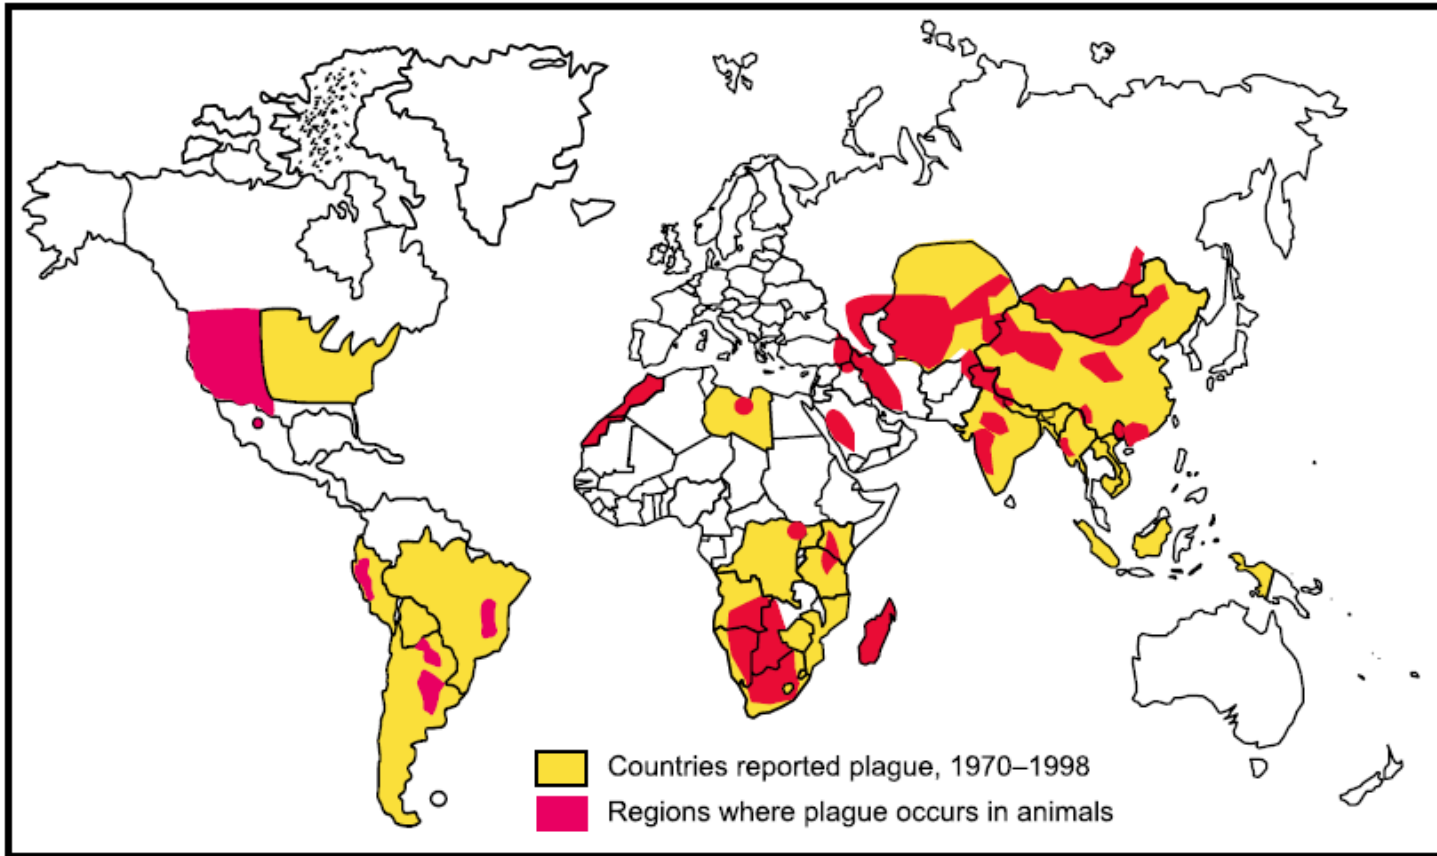 Countries reported plague, 1970–1998
Regions where plague occurs in animals